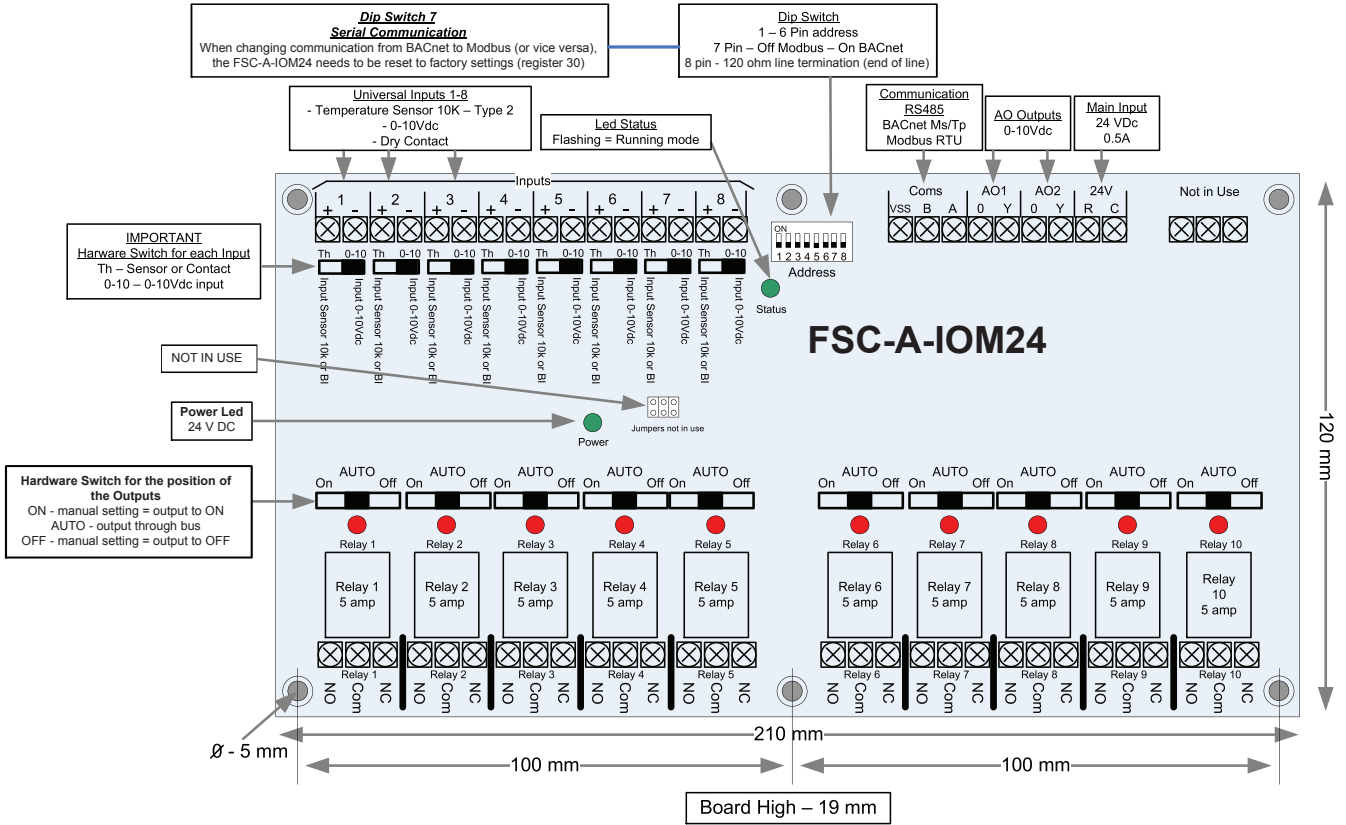 Dip Switch 7
Serial Communication
When changing communication from BACnet to Modbus (or vice versa),
the FSC-A-IOM24 needs to be reset to factory settings (register 30)
Dip Switch
1 – 6 Pin address
7 Pin – Off Modbus – On BACnet
8 pin - 120 ohm line termination (end of line)
Universal Inputs 1-8
- Temperature Sensor 10K – Type 2
- 0-10Vdc
- Dry Contact
Led Status
Flashing = Running mode
Communication
RS485
BACnet Ms/Tp
Modbus RTU
AO Outputs
0-10Vdc
Main Input
24 VDc
0.5A
Inputs
1 2 3 4 5 6 7 8
+ - + - + - + - + - + - + - + -
Coms AO1 AO2 24V
VSS B A 0 Y 0 Y R C
Not in Use
ON
1 2 3 4 5 6 7 8
Address
Status
IMPORTANT
Harware Switch for each Input
Th – Sensor or Contact
0-10 – 0-10Vdc input
Th 0-10 Th 0-10 Th 0-10 Th 0-10 Th 0-10 Th 0-10 Th 0-10 Th 0-10
Input Sensor 10k or BI
Input 0-10Vdc
Input Sensor 10k or BI
Input 0-10Vdc
Input Sensor 10k or BI
Input 0-10Vdc
Input Sensor 10k or BI
Input 0-10Vdc
Input Sensor 10k or BI
Input 0-10Vdc
Input Sensor 10k or BI
Input 0-10Vdc
Input Sensor 10k or BI
Input 0-10Vdc
Input Sensor 10k or BI
Input 0-10Vdc
FSC-A-IOM24
NOT IN USE
Power Led
24 V DC
Power
Jumpers not in use
120 mm
Hardware Switch for the position of
the Outputs
ON - manual setting = output to ON
AUTO - output through bus
OFF - manual setting = output to OFF
AUTO AUTO AUTO AUTO AUTO AUTO AUTO AUTO AUTO AUTO
On Off On Off On Off On Off On Off On Off On Off On Off On Off On Off
Relay 1 Relay 2 Relay 3 Relay 4 Relay 5 Relay 6 Relay 7 Relay 8 Relay 9 Relay 10
Relay 1
5 amp
Relay 2
5 amp
Relay 3
5 amp
Relay 4
5 amp
Relay 5
5 amp
Relay 6
5 amp
Relay 7
5 amp
Relay 8
5 amp
Relay 9
5 amp
Relay
10
5 amp
Relay 1 Relay 2 Relay 3 Relay 4 Relay 5 Relay 6 Relay 7 Relay 8 Relay 9 Relay 10
NO Com NC NO Com NC NO Com NC NO Com NC NO Com NC NO Com NC NO Com NC NO Com NC NO Com NC NO Com NC
Ø - 5 mm
210 mm
100 mm
100 mm
Board High – 19 mm